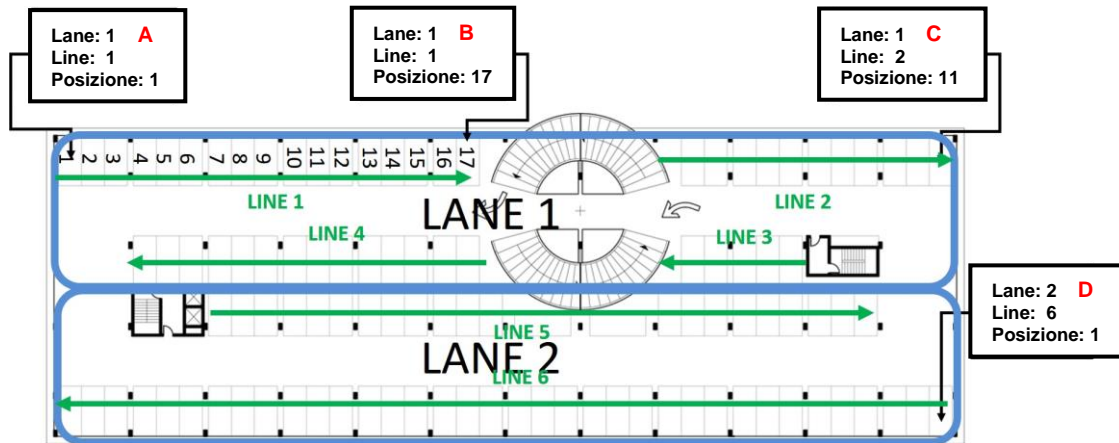 Lane: 1 A
Line: 1
Posizione: 1
Lane: 1 B
Line: 1
Posizione: 17
Lane: 1 C
Line: 2
Posizione: 11
1 2 3 4 5 6 7 8 9 10 11 12 13 14 15 16 17
LINE 1
LANE 1
LINE 2
LINE 4
LINE 3
Lane: 2 D
Line: 6
Posizione: 1
LINE 5
LANE 2
LINE 6